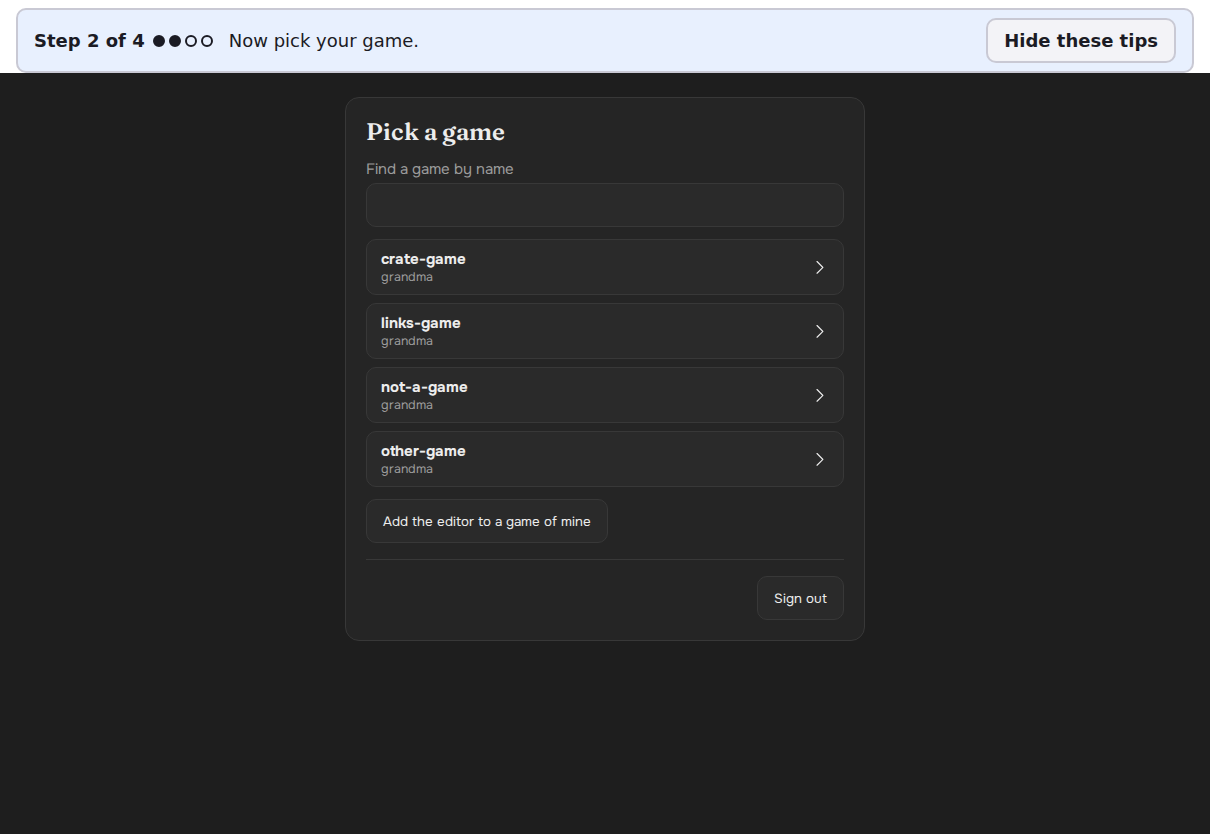 Step 2 of 4 Now pick your game. Hide these tips
Pick a game
Find a game by name
crate-game
grandma
links-game
grandma
not-a-game
grandma
other-game
grandma
Add the editor to a game of mine
Sign out